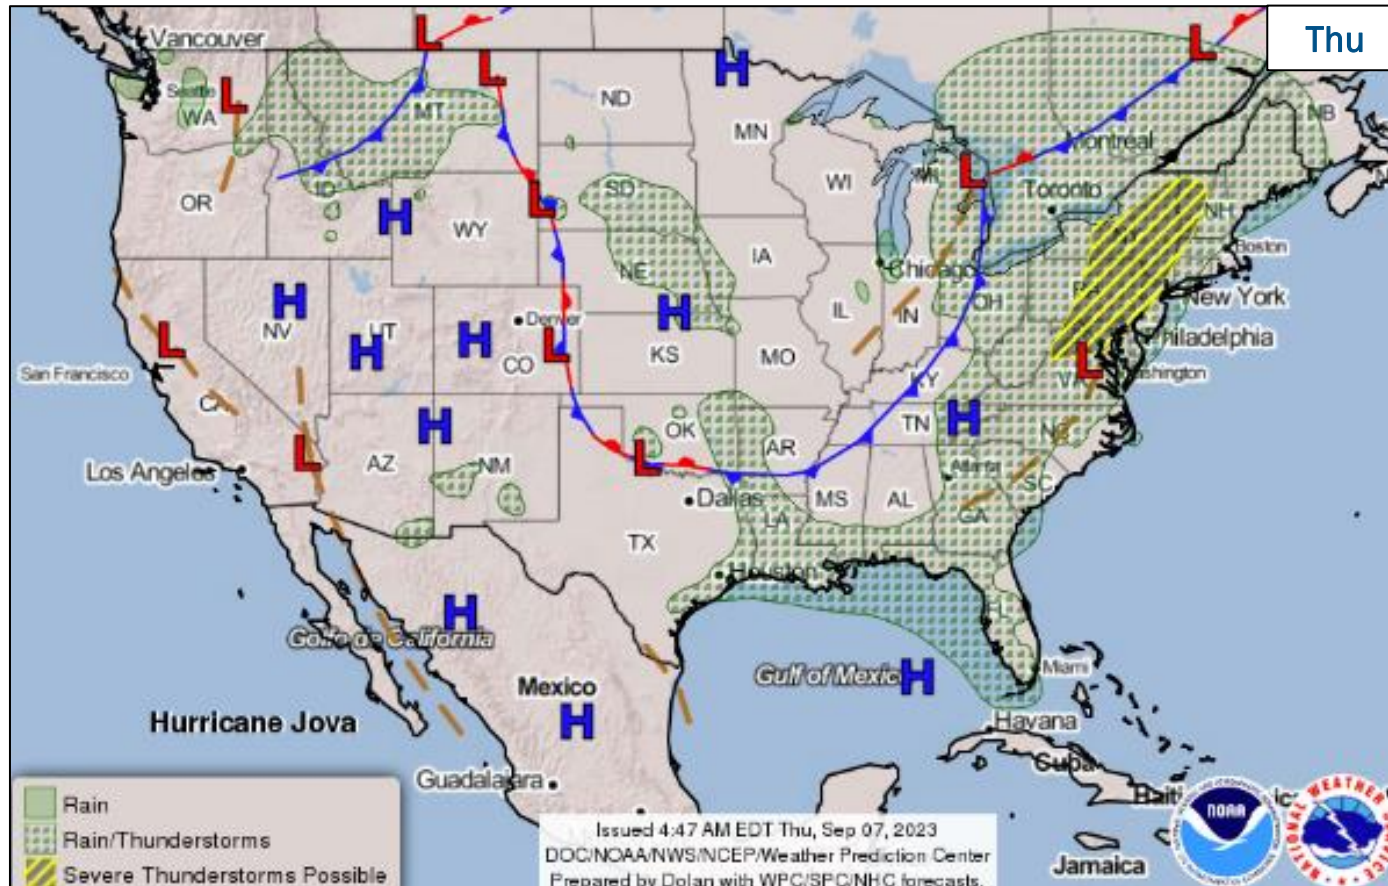 Thu
Vancouver
Seattle
WA
MT
ND
MN
Montreal
NB
OR
ID
SD
WI
MI
Toronto
NH
WY
Boston
NE
IA
Chicago
NV
UT
Denver
IL
IN
OH
PA
New York
Philadelphia
San Francisco
CO
KS
MO
KY
VA
Washington
CA
OK
AR
TN
NC
Los Angeles
AZ
NM
Atlanta
SC
Dallas
MS
AL
GA
LA
TX
Houston
FL
Golfo de California
Mexico
Gulf of Mexico
Miami
Hurricane Jova
Havana
Cuba
Guadalajara
Jamaica
H
H
H
H
H
H
H
H
H
H
H
L
L
L
L
L
L
L
L
L
L
L
Rain
Rain/Thunderstorms
Severe Thunderstorms Possible
Issued 4:47 AM EDT Thu, Sep 07, 2023
DOC/NOAA/NWS/NCEP/Weather Prediction Center
Prepared by Dolan with WPC/SPC/NHC forecasts.
NOAA
NATIONAL WEATHER